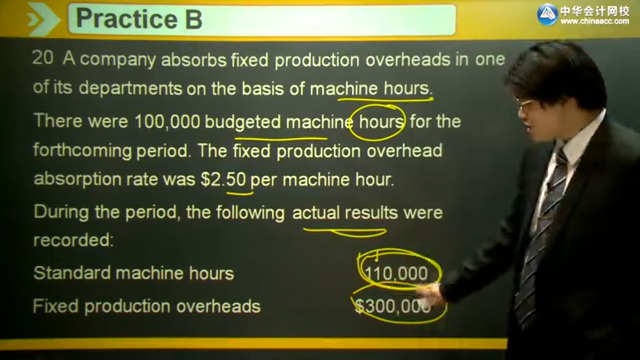 Practice B
中华会计网校
www.chinaacc.com
20 A company absorbs fixed production overheads in one
of its departments on the basis of machine hours.
There were 100,000 budgeted machine hours for the
forthcoming period. The fixed production overhead
absorption rate was $2.50 per machine hour.
During the period, the following actual results were
recorded:
Standard machine hours 110,000
Fixed production overheads $300,000